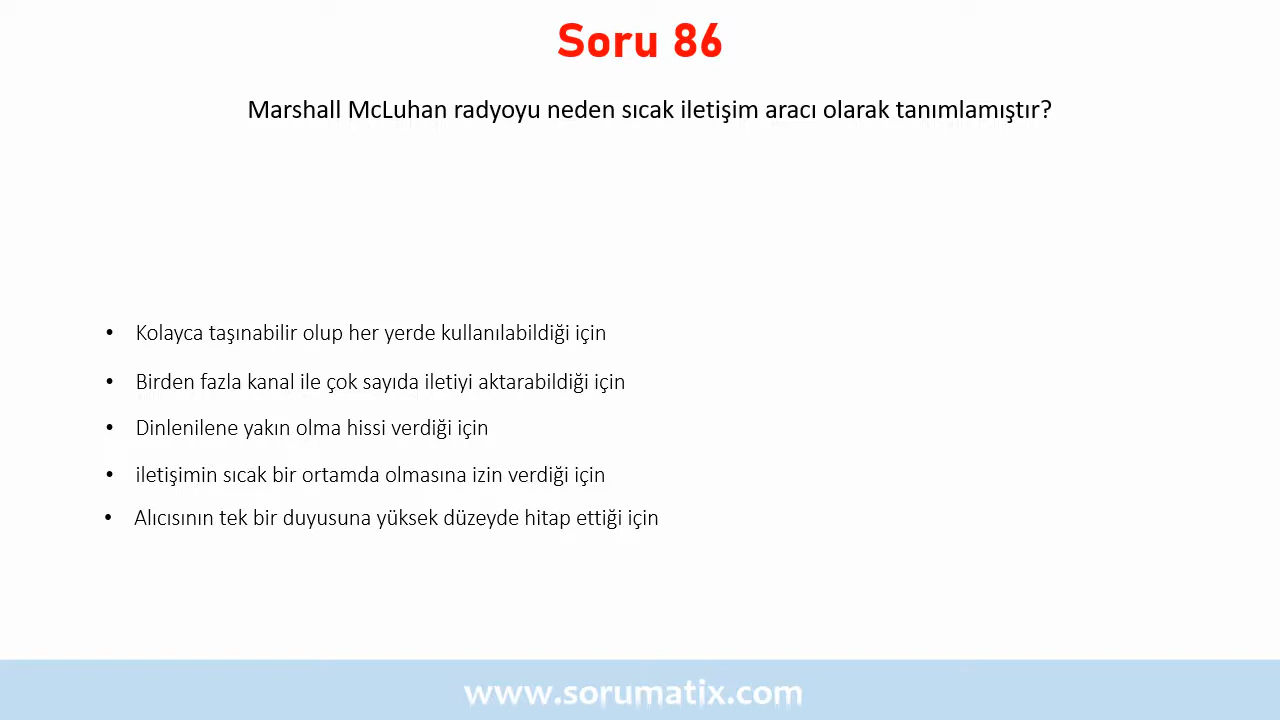 Soru 86
Marshall McLuhan radyoyu neden sıcak iletişim aracı olarak tanımlamıştır?
• Kolayca taşınabilir olup her yerde kullanılabildiği için
• Birden fazla kanal ile çok sayıda iletiyi aktarabildiği için
• Dinlenilene yakın olma hissi verdiği için
• iletişimin sıcak bir ortamda olmasına izin verdiği için
• Alıcısının tek bir duyusuna yüksek düzeyde hitap ettiği için
www.sorumatix.com